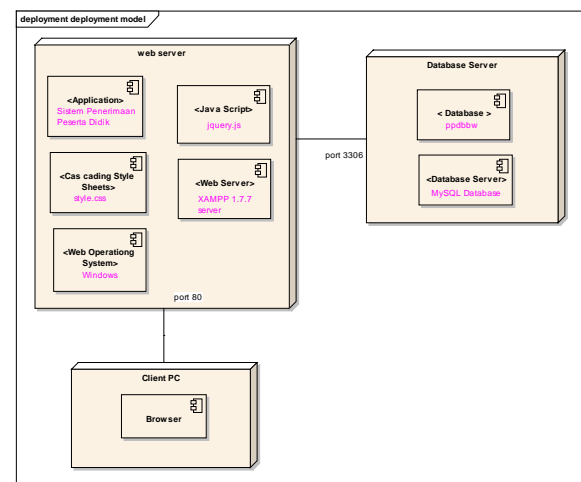 deployment deployment model
web server
<Application>
Sistem Penerimaan
Peserta Didik
<Java Script>
jquery.js
<Cas cading Style
Sheets>
style.css
<Web Server>
XAMPP 1.7.7
server
<Web Operationg
System>
Windows
port 80
port 3306
Database Server
< Database >
ppdbbw
<Database Server>
MySQL Database
Client PC
Browser